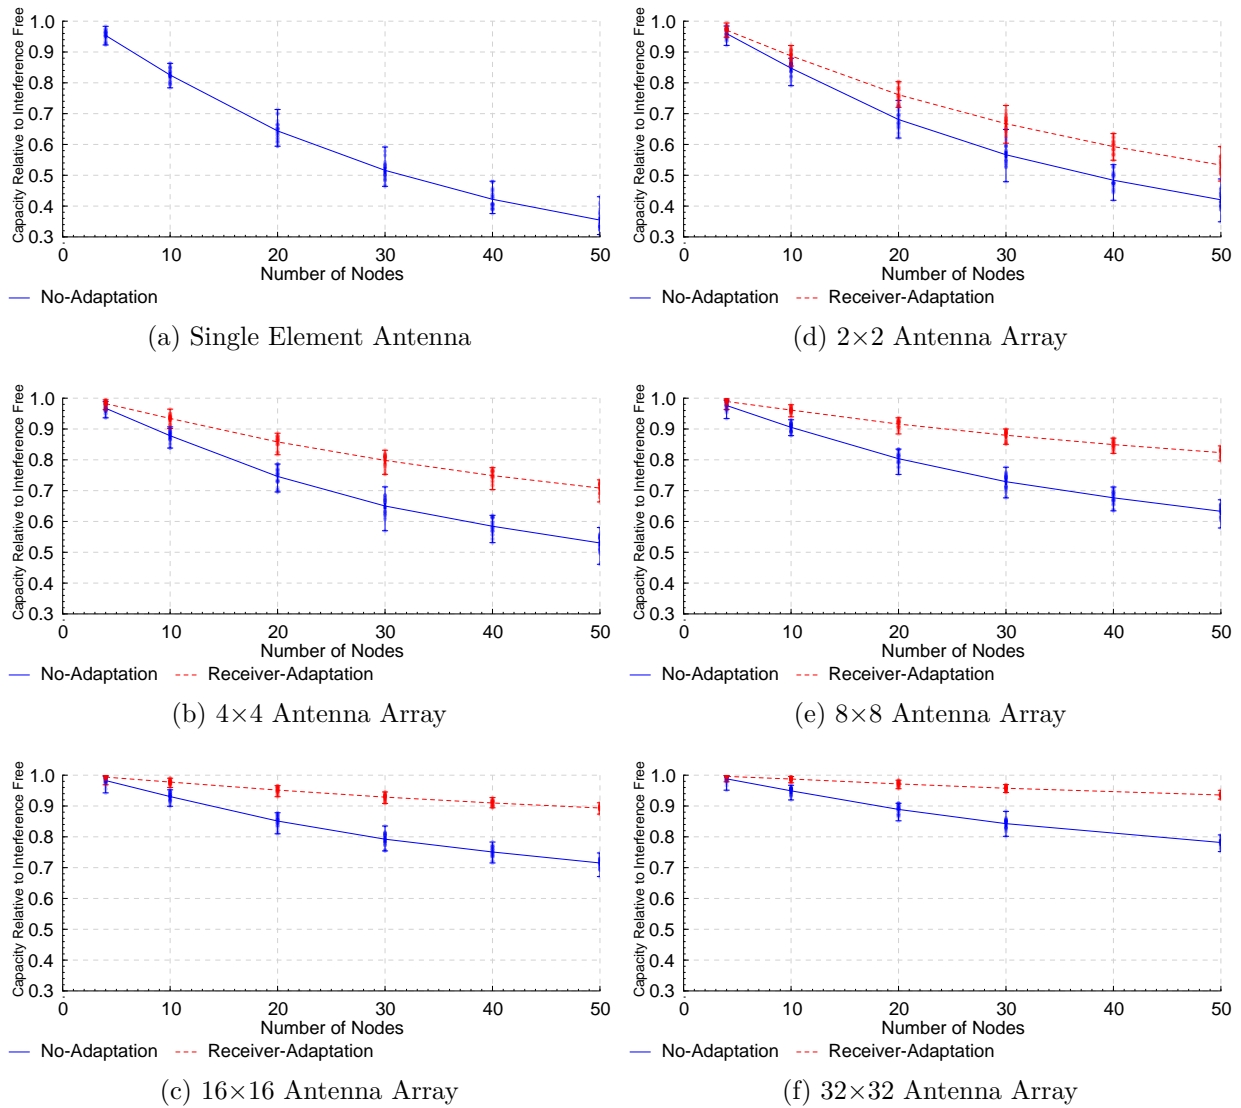 Capacity Relative to Interference Free
1.0
0.9
0.8
0.7
0.6
0.5
0.4
0.3
0 10 20 30 40 50
Number of Nodes
No-Adaptation
(a) Single Element Antenna
Capacity Relative to Interference Free
1.0
0.9
0.8
0.7
0.6
0.5
0.4
0.3
0 10 20 30 40 50
Number of Nodes
No-Adaptation Receiver-Adaptation
(d) 2×2 Antenna Array
Capacity Relative to Interference Free
1.0
0.9
0.8
0.7
0.6
0.5
0.4
0.3
0 10 20 30 40 50
Number of Nodes
No-Adaptation Receiver-Adaptation
(b) 4×4 Antenna Array
Capacity Relative to Interference Free
1.0
0.9
0.8
0.7
0.6
0.5
0.4
0.3
0 10 20 30 40 50
Number of Nodes
No-Adaptation Receiver-Adaptation
(e) 8×8 Antenna Array
Capacity Relative to Interference Free
1.0
0.9
0.8
0.7
0.6
0.5
0.4
0.3
0 10 20 30 40 50
Number of Nodes
No-Adaptation Receiver-Adaptation
(c) 16×16 Antenna Array
Capacity Relative to Interference Free
1.0
0.9
0.8
0.7
0.6
0.5
0.4
0.3
0 10 20 30 40 50
Number of Nodes
No-Adaptation Receiver-Adaptation
(f) 32×32 Antenna Array